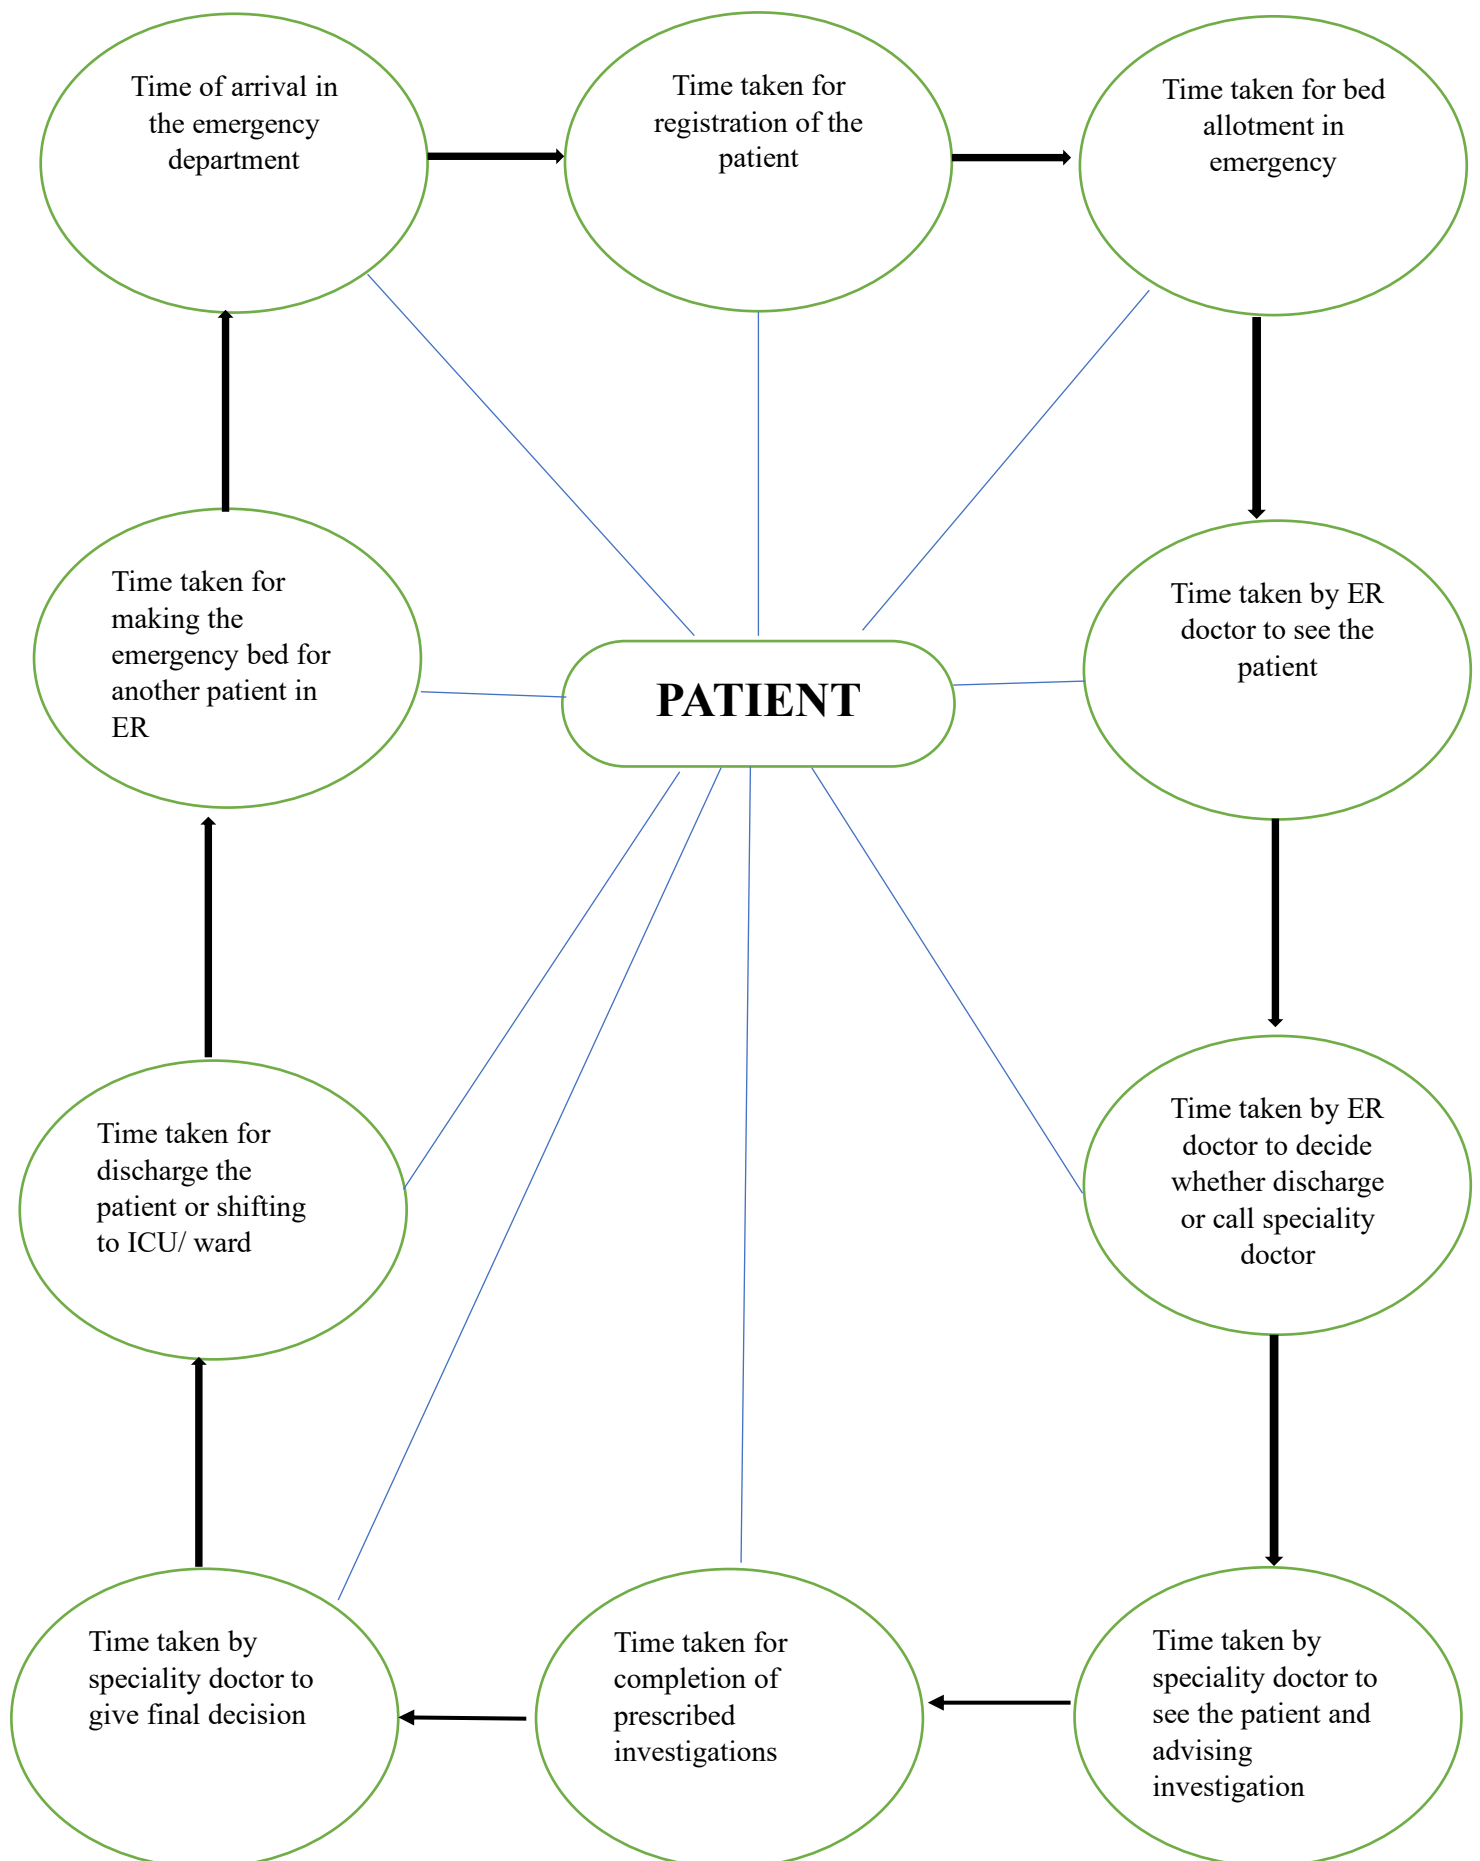 Time of arrival in
the emergency
department
Time taken for
registration of the
patient
Time taken for bed
allotment in
emergency
Time taken by ER
doctor to see the
patient
Time taken by ER
doctor to decide
whether discharge
or call speciality
doctor
Time taken by
speciality doctor to
see the patient and
advising
investigation
Time taken for
completion of
prescribed
investigations
Time taken by
speciality doctor to
give final decision
Time taken for
discharge the
patient or shifting
to ICU/ ward
Time taken for
making the
emergency bed for
another patient in
ER
PATIENT